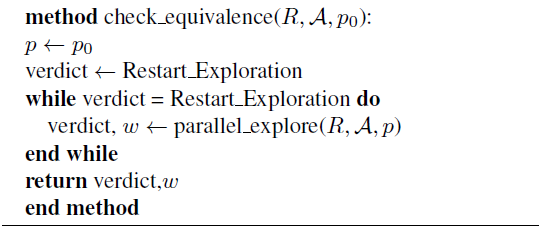 method check_equivalence(R, 𝒜, p₀):
p ← p₀
verdict ← Restart_Exploration
while verdict = Restart_Exploration do
verdict, w ← parallel_explore(R, 𝒜, p)
end while
return verdict,w
end method